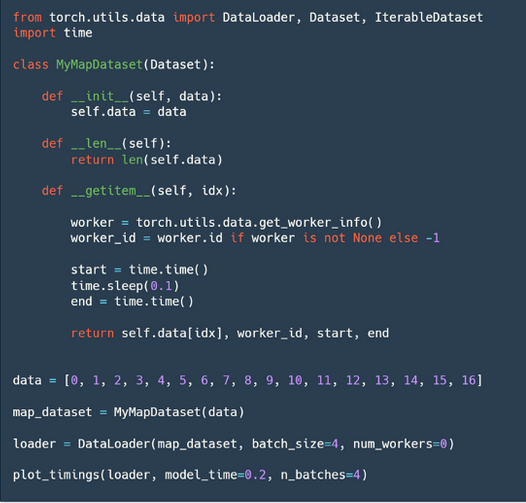 from torch.utils.data import DataLoader, Dataset, IterableDataset
import time
class MyMapDataset(Dataset):
    def __init__(self, data):
        self.data = data
    def __len__(self):
        return len(self.data)
    def __getitem__(self, idx):
        worker = torch.utils.data.get_worker_info()
        worker_id = worker.id if worker is not None else -1
        start = time.time()
        time.sleep(0.1)
        end = time.time()
        return self.data[idx], worker_id, start, end
data = [0, 1, 2, 3, 4, 5, 6, 7, 8, 9, 10, 11, 12, 13, 14, 15, 16]
map_dataset = MyMapDataset(data)
loader = DataLoader(map_dataset, batch_size=4, num_workers=0)
plot_timings(loader, model_time=0.2, n_batches=4)